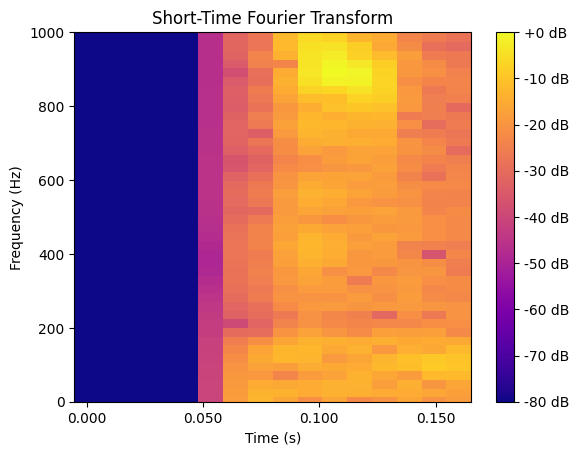 Short-Time Fourier Transform
1000
800
600
400
200
0
Frequency (Hz)
0.000
0.050
0.100
0.150
Time (s)
+0 dB
-10 dB
-20 dB
-30 dB
-40 dB
-50 dB
-60 dB
-70 dB
-80 dB